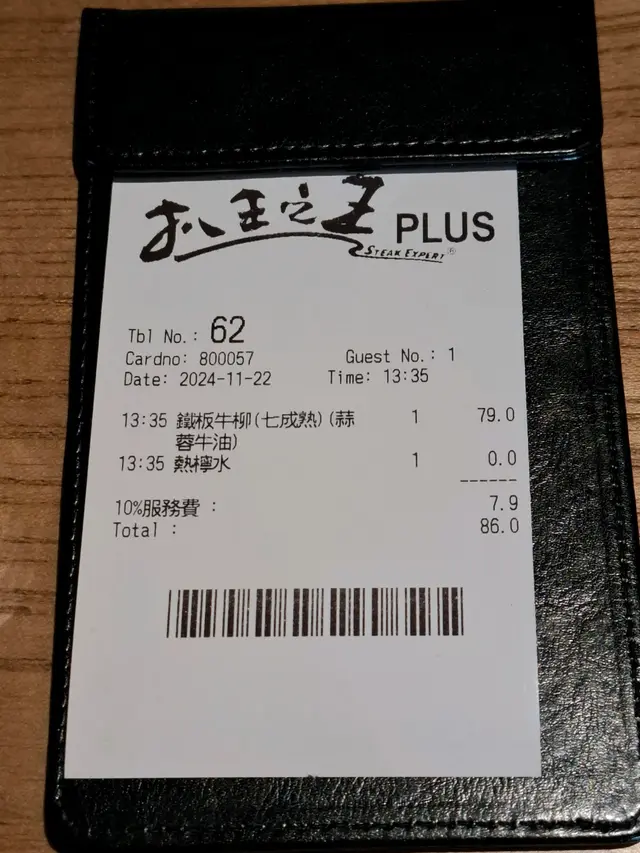 扒王之王 PLUS
STEAK EXPERT®
Tbl No.: 62
Cardno: 800057 Guest No.: 1
Date: 2024-11-22 Time: 13:35
13:35 鐵板牛柳(七成熟)(蒜 1 79.0
蓉牛油)
13:35 熱檸水 1 0.0
------
10%服務費 : 7.9
Total : 86.0